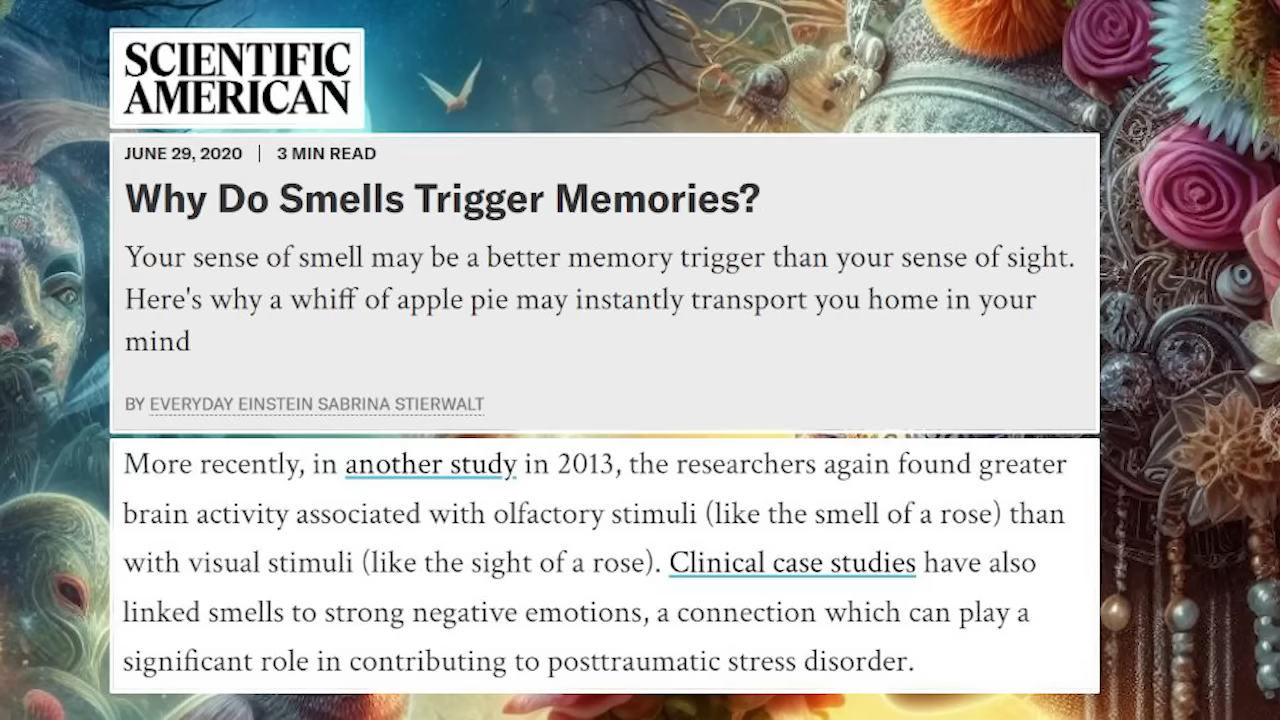 SCIENTIFIC
AMERICAN
JUNE 29, 2020 | 3 MIN READ
Why Do Smells Trigger Memories?
Your sense of smell may be a better memory trigger than your sense of sight.
Here's why a whiff of apple pie may instantly transport you home in your
mind
BY EVERYDAY EINSTEIN SABRINA STIERWALT
More recently, in another study in 2013, the researchers again found greater
brain activity associated with olfactory stimuli (like the smell of a rose) than
with visual stimuli (like the sight of a rose). Clinical case studies have also
linked smells to strong negative emotions, a connection which can play a
significant role in contributing to posttraumatic stress disorder.